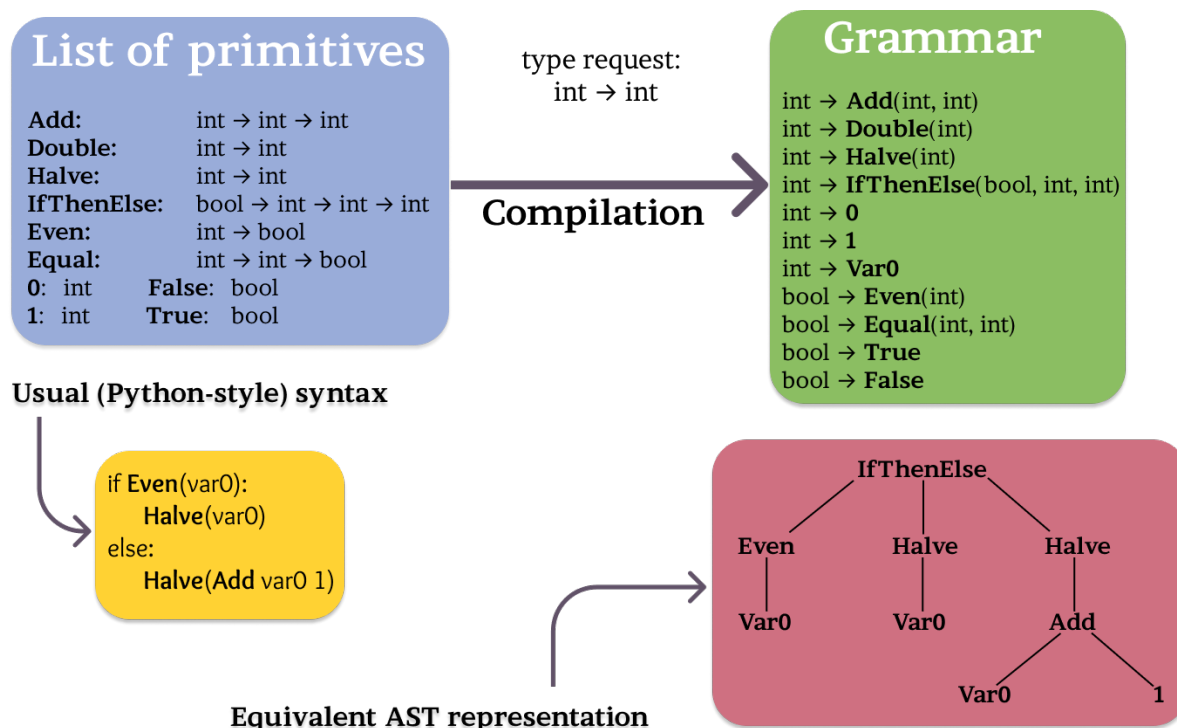 List of primitives
Add: int → int → int
Double: int → int
Halve: int → int
IfThenElse: bool → int → int → int
Even: int → bool
Equal: int → int → bool
0: int False: bool
1: int True: bool
type request:
int → int
Compilation
Grammar
int → Add(int, int)
int → Double(int)
int → Halve(int)
int → IfThenElse(bool, int, int)
int → 0
int → 1
int → Var0
bool → Even(int)
bool → Equal(int, int)
bool → True
bool → False
Usual (Python-style) syntax
if Even(var0):
Halve(var0)
else:
Halve(Add var0 1)
IfThenElse
Even Halve Halve
Var0 Var0 Add
Var0 1
Equivalent AST representation